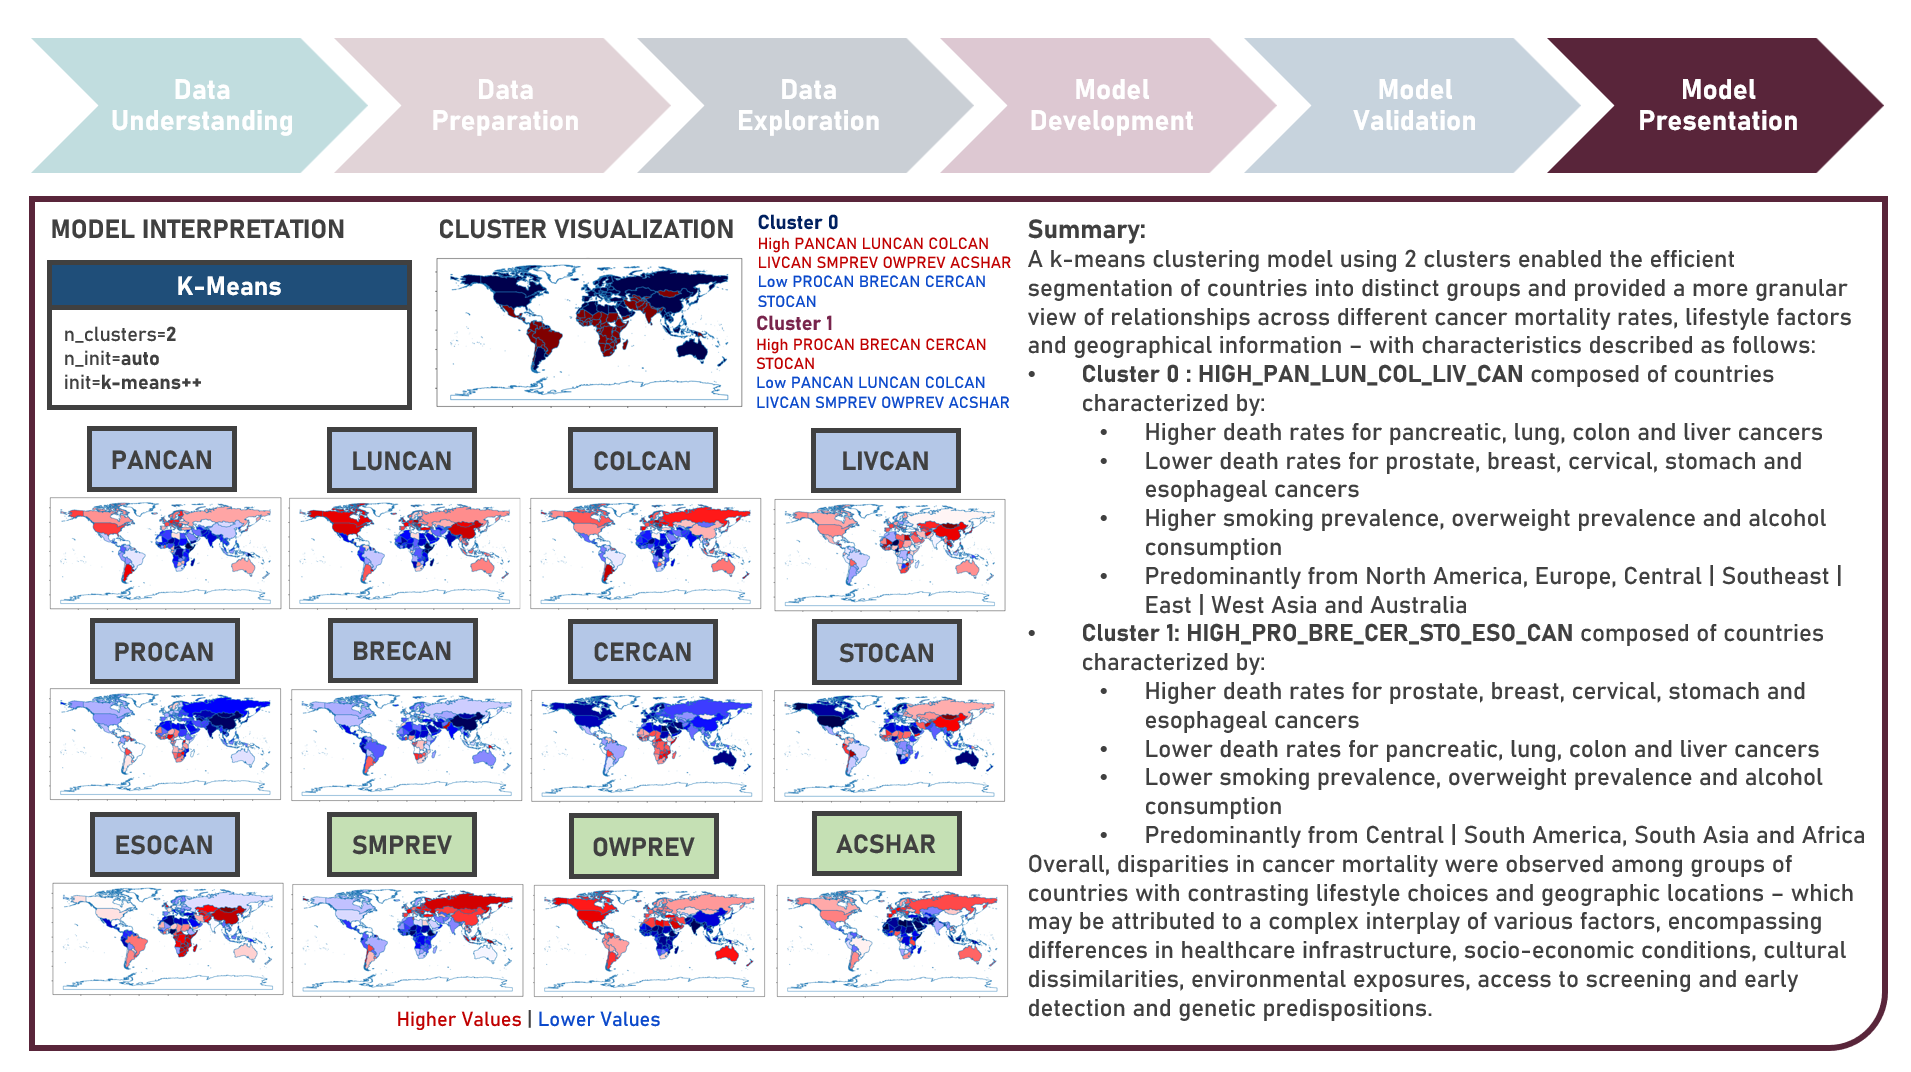 Data
Understanding
Data
Preparation
Data
Exploration
Model
Development
Model
Validation
Model
Presentation
MODEL INTERPRETATION
K-Means
n_clusters=2
n_init=auto
init=k-means++
CLUSTER VISUALIZATION
Cluster 0
High PANCAN LUNCAN COLCAN
LIVCAN SMPREV OWPREV ACSHAR
Low PROCAN BRECAN CERCAN
STOCAN
Cluster 1
High PROCAN BRECAN CERCAN
STOCAN
Low PANCAN LUNCAN COLCAN
LIVCAN SMPREV OWPREV ACSHAR
PANCAN
LUNCAN
COLCAN
LIVCAN
PROCAN
BRECAN
CERCAN
STOCAN
ESOCAN
SMPREV
OWPREV
ACSHAR
Higher Values | Lower Values
Summary:
A k-means clustering model using 2 clusters enabled the efficient
segmentation of countries into distinct groups and provided a more granular
view of relationships across different cancer mortality rates, lifestyle factors
and geographical information – with characteristics described as follows:
• Cluster 0 : HIGH_PAN_LUN_COL_LIV_CAN composed of countries
characterized by:
• Higher death rates for pancreatic, lung, colon and liver cancers
• Lower death rates for prostate, breast, cervical, stomach and
esophageal cancers
• Higher smoking prevalence, overweight prevalence and alcohol
consumption
• Predominantly from North America, Europe, Central | Southeast |
East | West Asia and Australia
• Cluster 1: HIGH_PRO_BRE_CER_STO_ESO_CAN composed of countries
characterized by:
• Higher death rates for prostate, breast, cervical, stomach and
esophageal cancers
• Lower death rates for pancreatic, lung, colon and liver cancers
• Lower smoking prevalence, overweight prevalence and alcohol
consumption
• Predominantly from Central | South America, South Asia and Africa
Overall, disparities in cancer mortality were observed among groups of
countries with contrasting lifestyle choices and geographic locations – which
may be attributed to a complex interplay of various factors, encompassing
differences in healthcare infrastructure, socio-economic conditions, cultural
dissimilarities, environmental exposures, access to screening and early
detection and genetic predispositions.